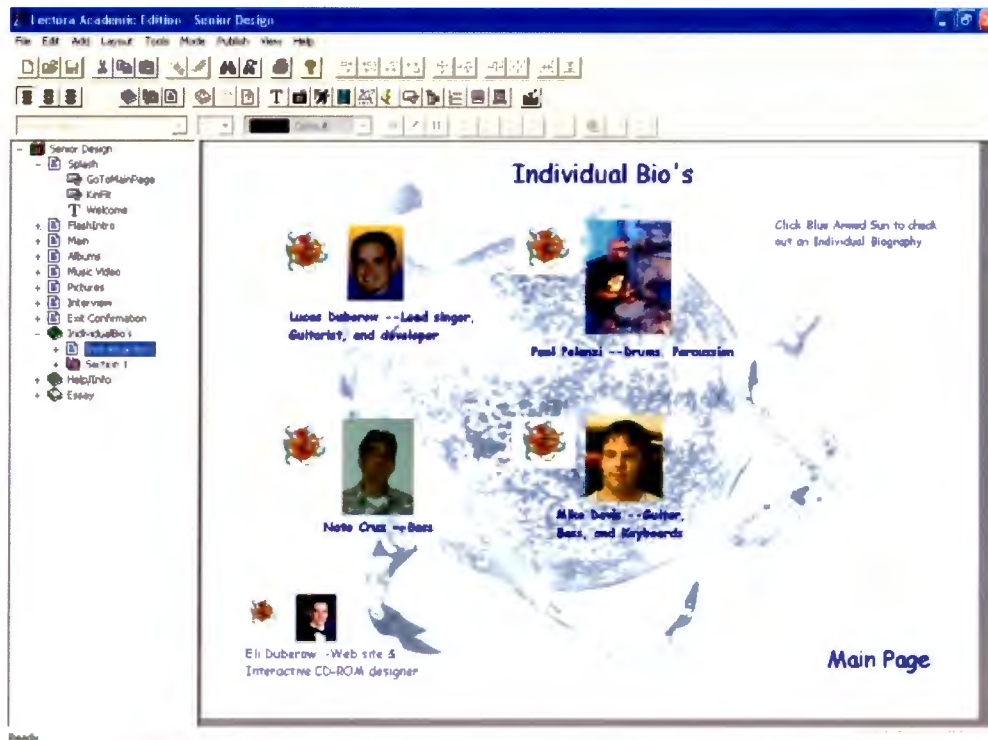 Lectora Academic Edition - Senior Design
File Edit Add Layout Tools Mode Publish View Help
Senior Design
Splash
GoToMainPage
KinFit
Welcome
FlashIntro
Main
Albums
Music Video
Pictures
Interview
Exit Confirmation
IndividualBio's
Section 1
Help/Info
Essay
Individual Bio's
Click Blue Armed Sun to check
out an Individual Biography
Lucas Duberow --Lead singer,
Guitarist, and developer
Paul Palanzi --Drums, Percussion
Nate Cruz --Bass
Mike Davis --Guitar,
Bass, and Keyboards
Eli Duberow -Web site &
Interactive CD-ROM designer
Main Page
Ready